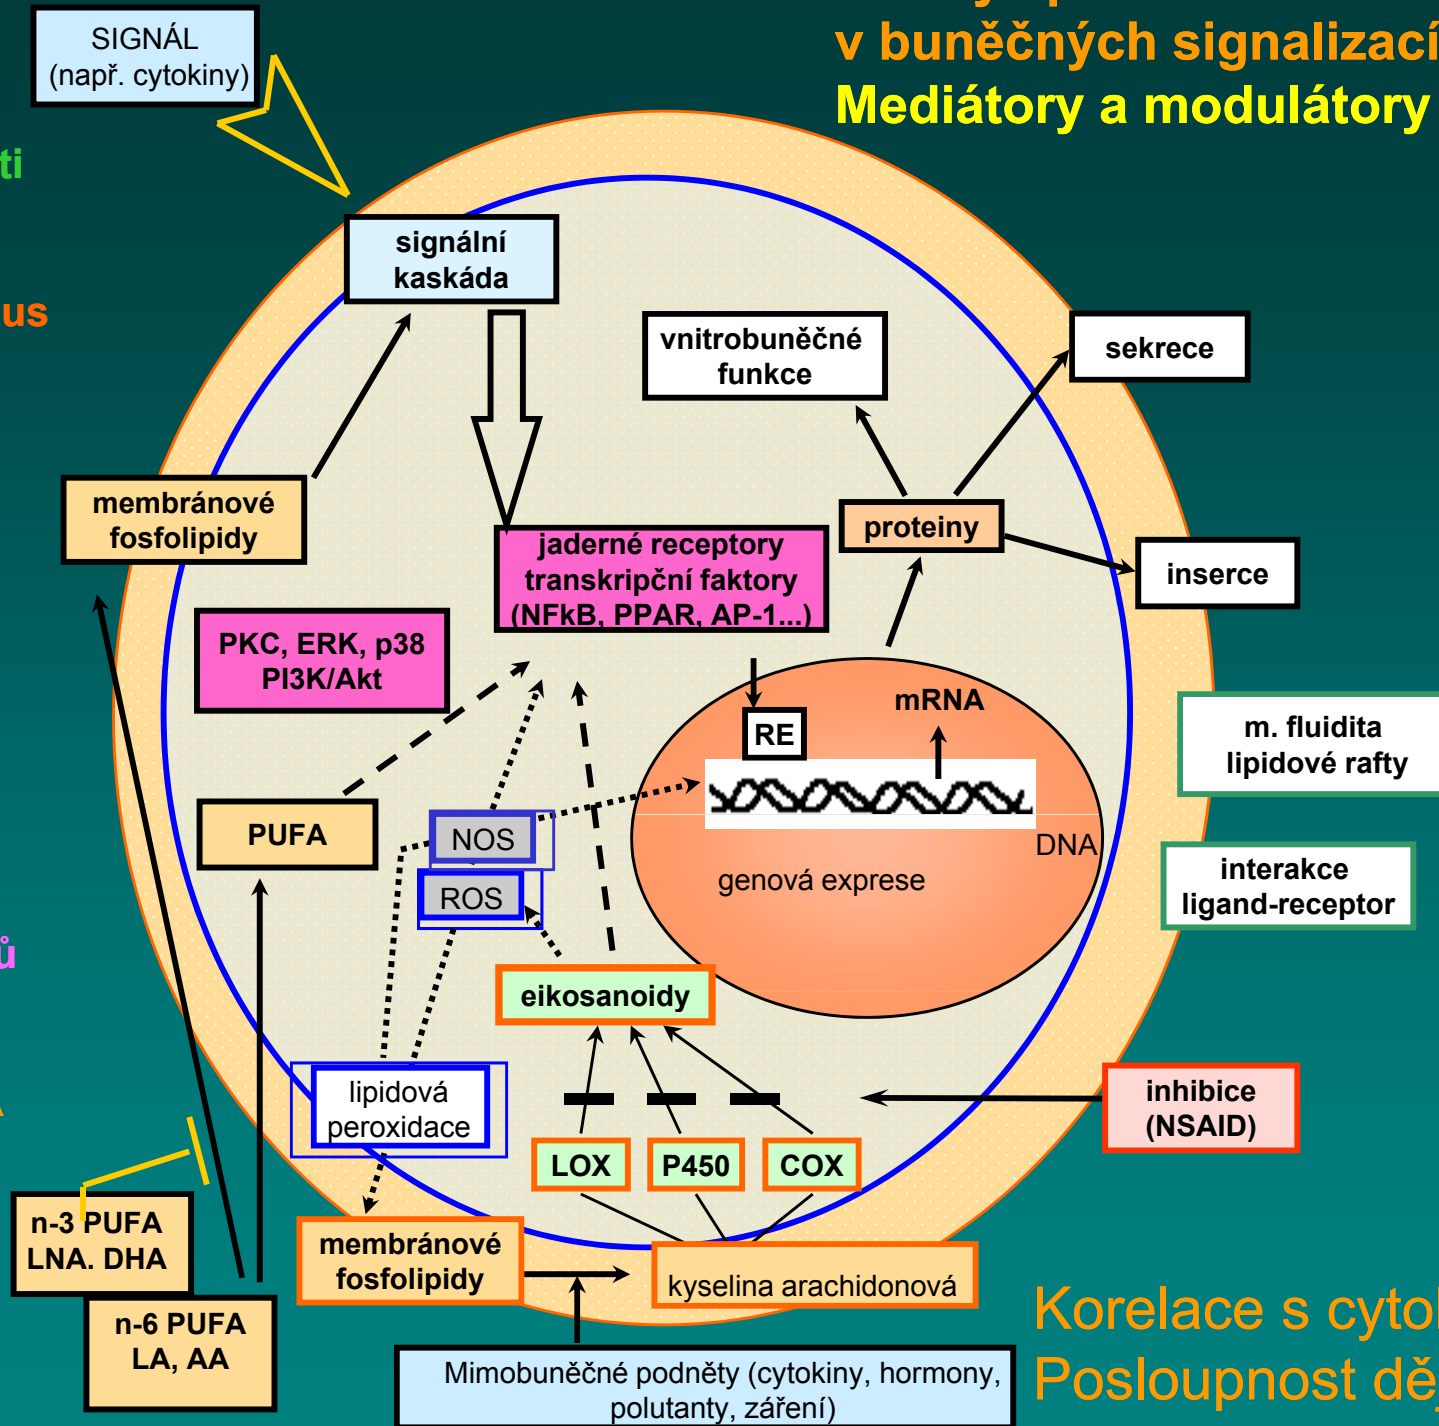 v buněčných signalizací
Mediátory a modulátory
SIGNÁL
(např. cytokiny)
ti
us
ů
signální
kaskáda
vnitrobuněčné
funkce
sekrece
membránové
fosfolipidy
jaderné receptory
transkripční faktory
(NFkB, PPAR, AP-1...)
proteiny
inserce
PKC, ERK, p38
PI3K/Akt
RE
mRNA
DNA
genová exprese
m. fluidita
lipidové rafty
interakce
ligand-receptor
PUFA
NOS
ROS
eikosanoidy
lipidová
peroxidace
LOX
P450
COX
inhibice
(NSAID)
n-3 PUFA
LNA. DHA
n-6 PUFA
LA, AA
membránové
fosfolipidy
kyselina arachidonová
Mimobuněčné podněty (cytokiny, hormony,
polutanty, záření)
Korelace s cytok
Posloupnost děj